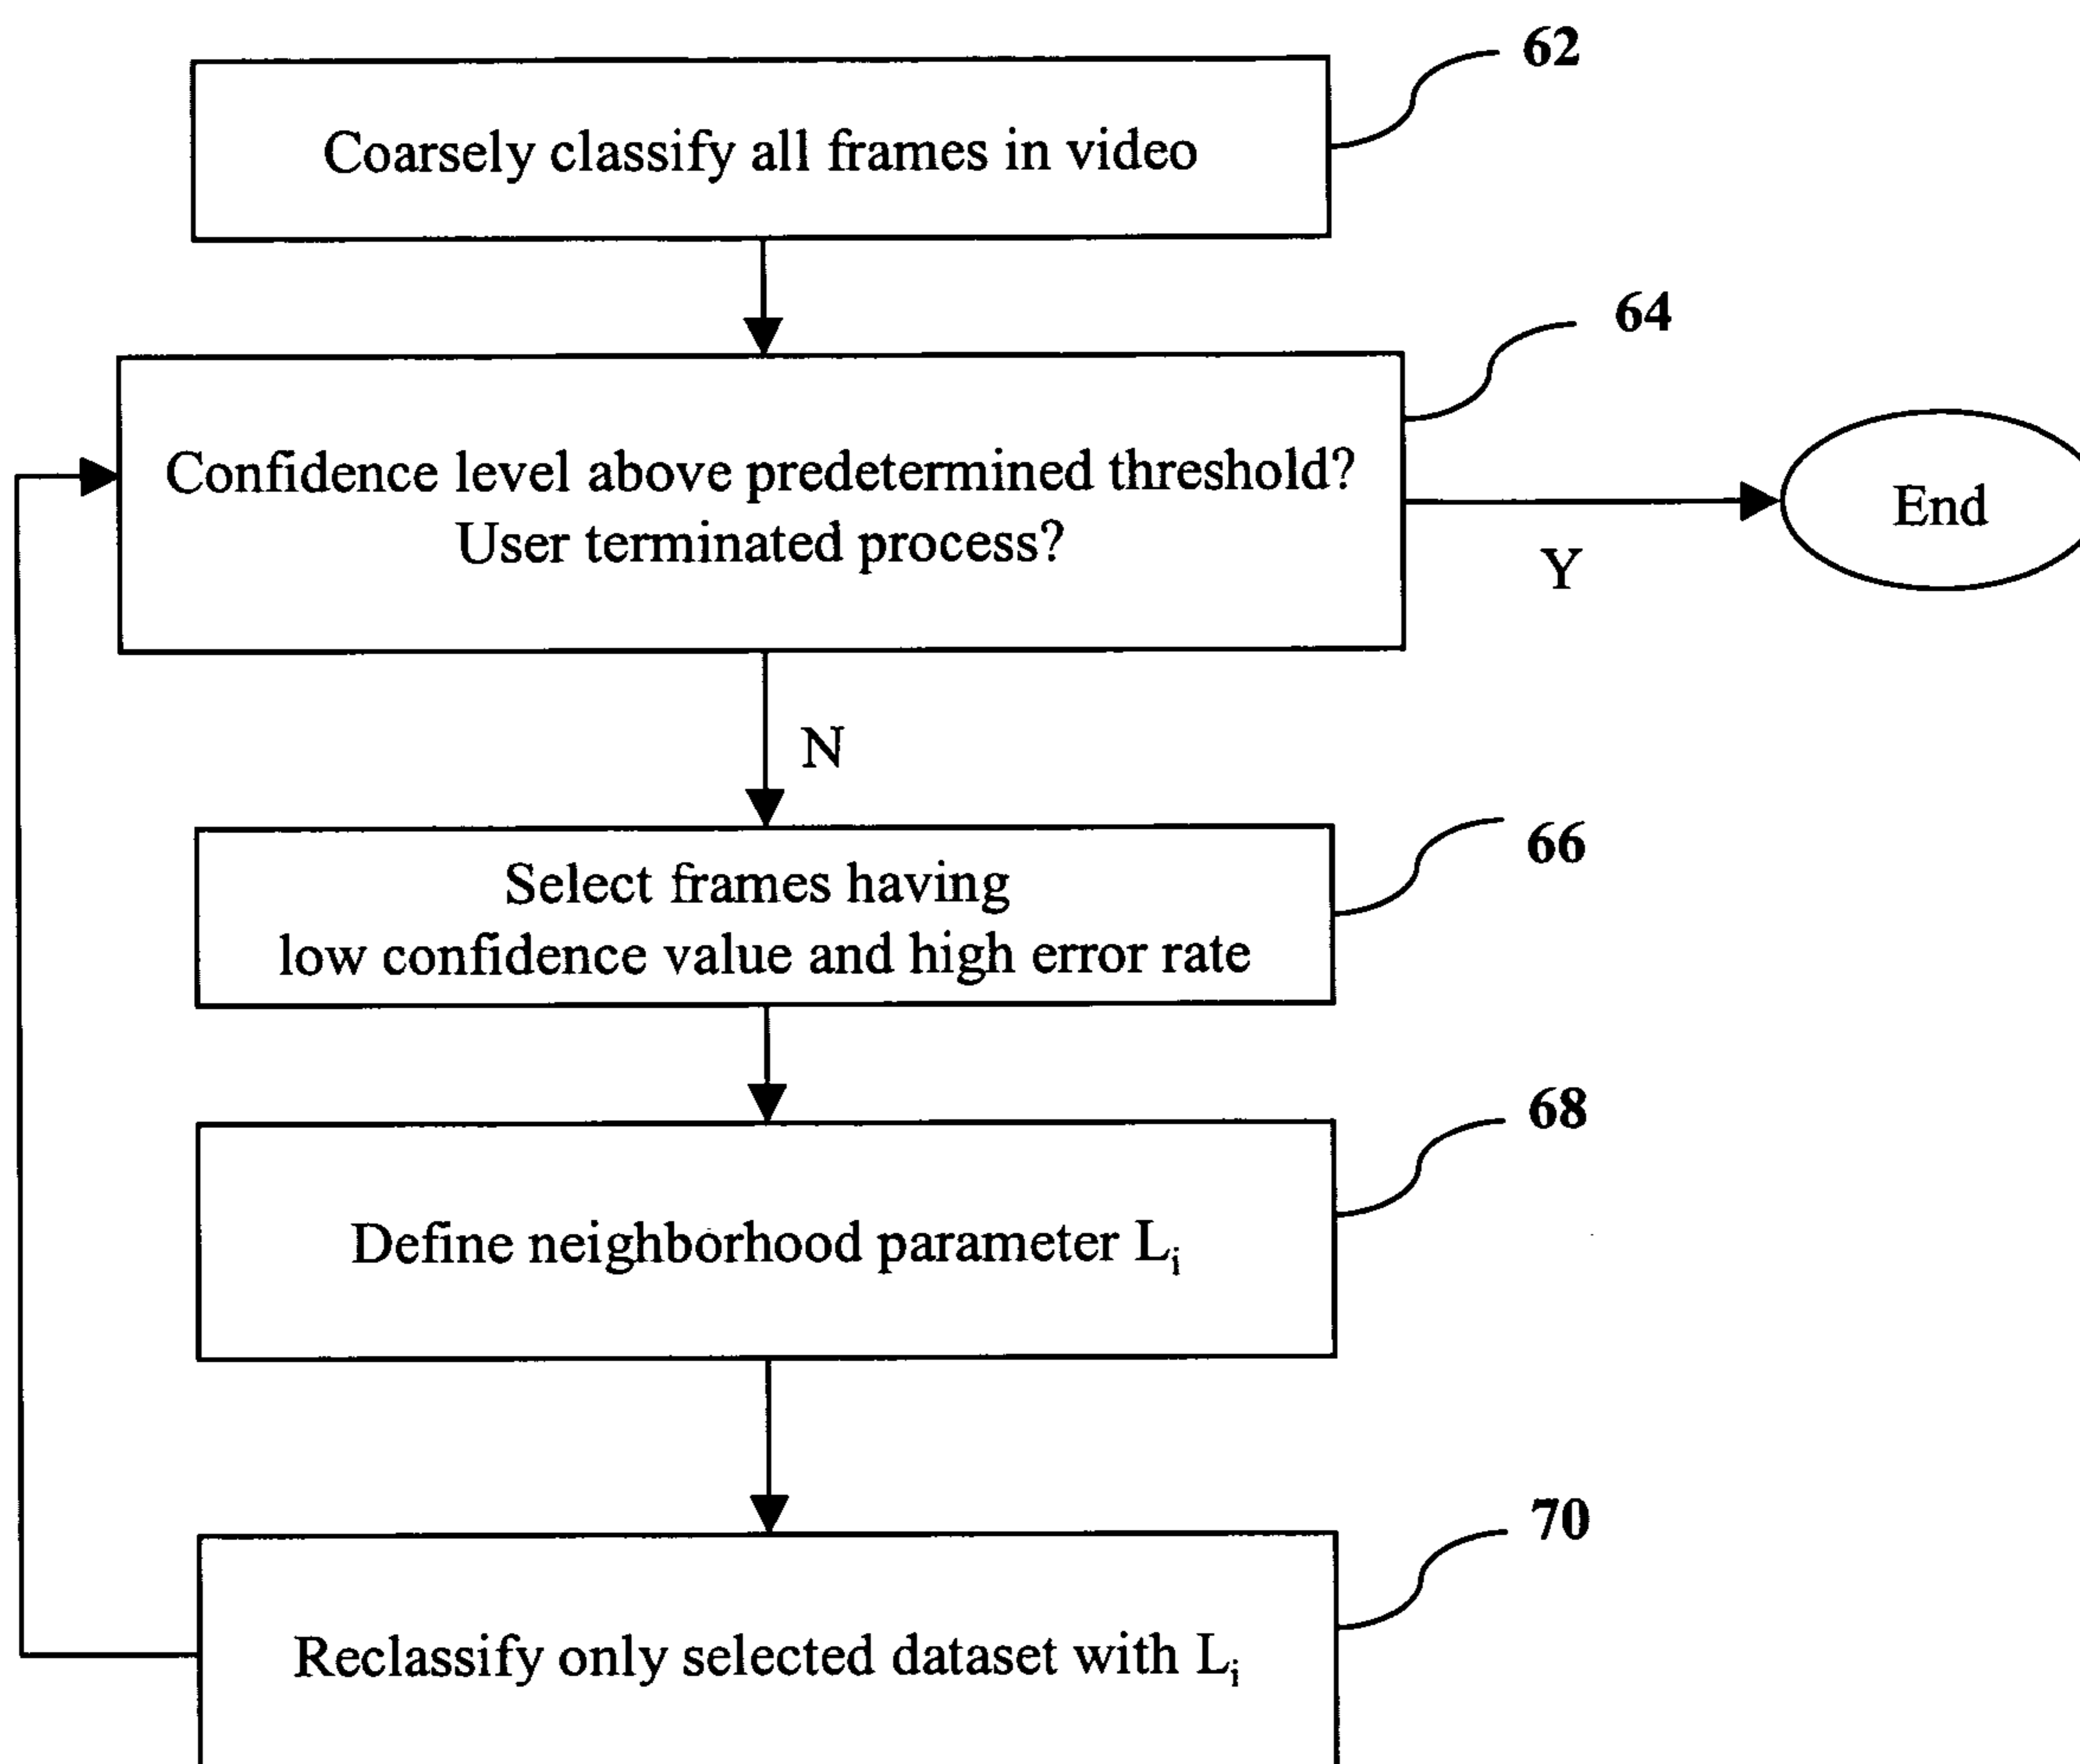 62
Coarsely classify all frames in video
64
Confidence level above predetermined threshold?
User terminated process?
End
Y
N
66
Select frames having
low confidence value and high error rate
68
Define neighborhood parameter Li
70
Reclassify only selected dataset with Li